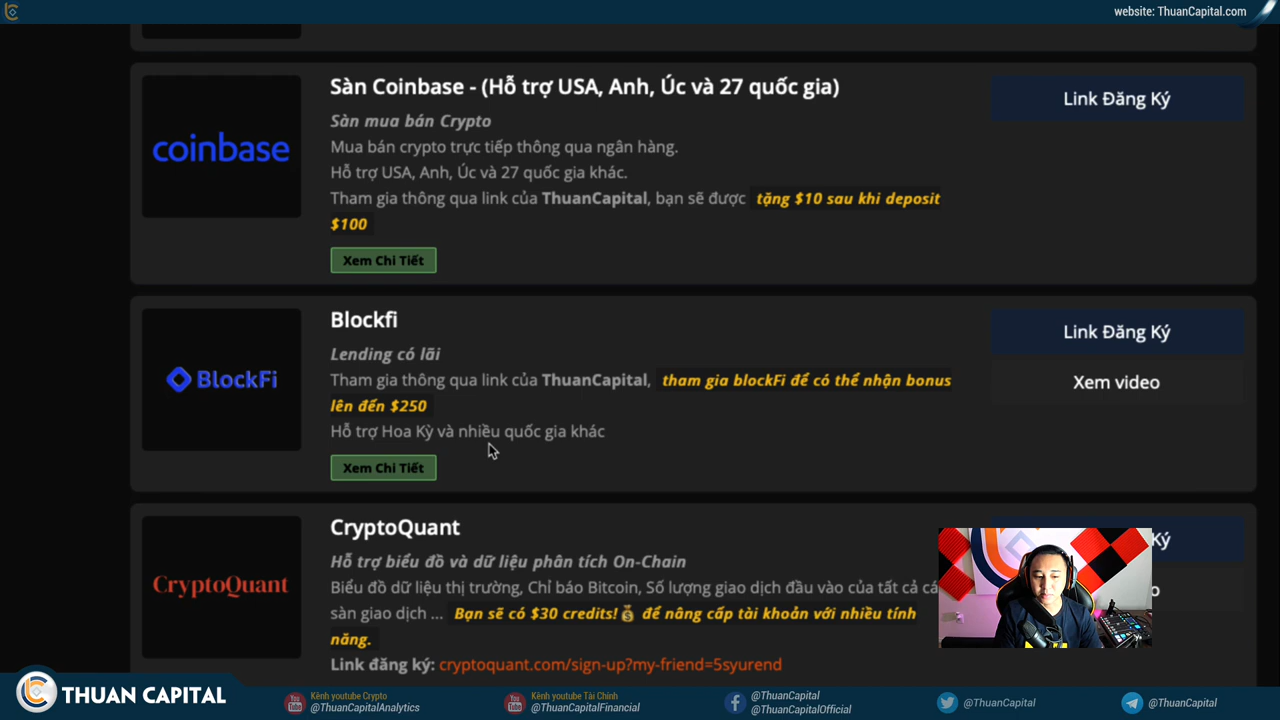 website: ThuanCapital.com
coinbase
Sàn Coinbase - (Hỗ trợ USA, Anh, Úc và 27 quốc gia)
Sàn mua bán Crypto
Mua bán crypto trực tiếp thông qua ngân hàng.
Hỗ trợ USA, Anh, Úc và 27 quốc gia khác.
Tham gia thông qua link của ThuanCapital, bạn sẽ được tặng $10 sau khi deposit
$100
Xem Chi Tiết
Link Đăng Ký
BlockFi
Blockfi
Lending có lãi
Tham gia thông qua link của ThuanCapital, tham gia blockFi để có thể nhận bonus
lên đến $250
Hỗ trợ Hoa Kỳ và nhiều quốc gia khác
Xem Chi Tiết
Link Đăng Ký
Xem video
CryptoQuant
CryptoQuant
Hỗ trợ biểu đồ và dữ liệu phân tích On-Chain
Biểu đồ dữ liệu thị trường, Chỉ báo Bitcoin, Số lượng giao dịch đầu vào của tất cả cá
sàn giao dịch ... Bạn sẽ có $30 credits!💰 để nâng cấp tài khoản với nhiều tính
năng.
Link đăng ký: cryptoquant.com/sign-up?my-friend=5syurend
Ký
THUAN CAPITAL
Kênh youtube Crypto
@ThuanCapitalAnalytics
Kênh youtube Tài Chính
@ThuanCapitalFinancial
@ThuanCapital
@ThuanCapitalOfficial
@ThuanCapital
@ThuanCapital